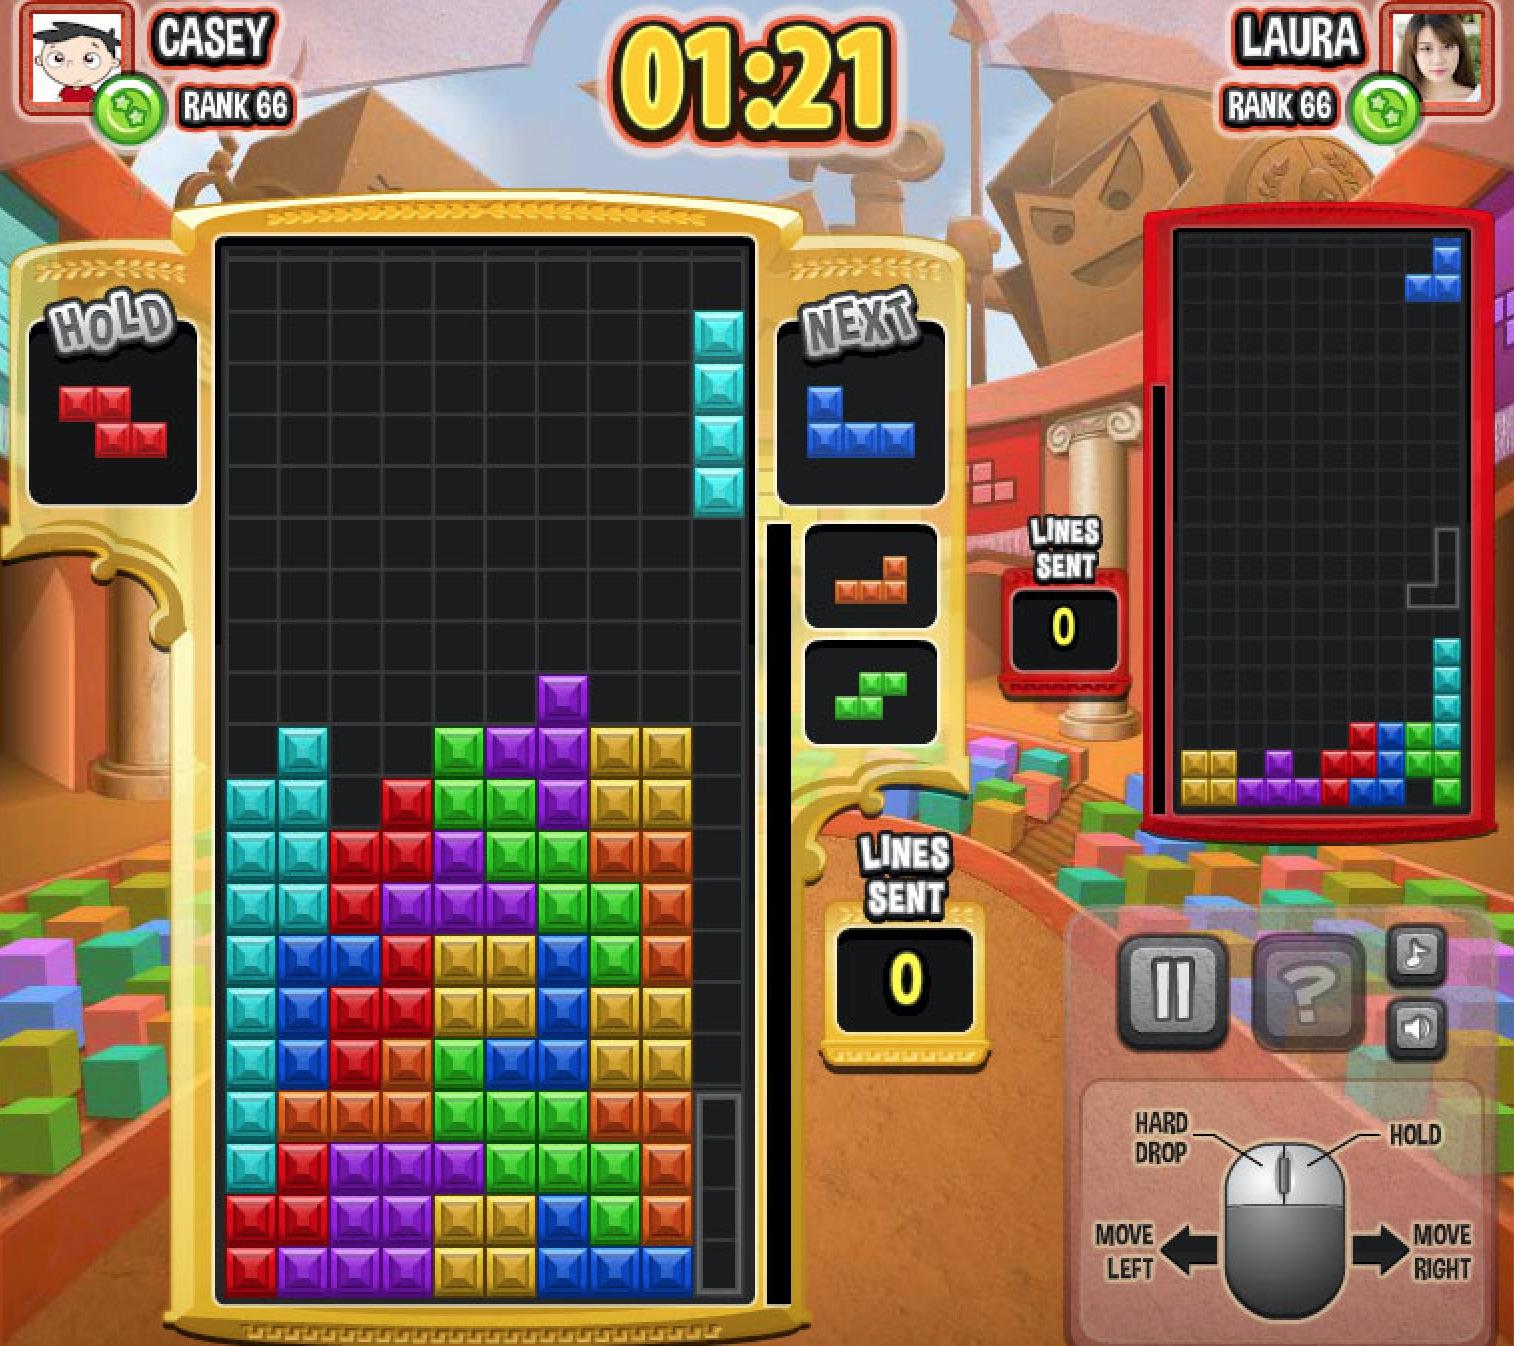 CASEY
RANK 66
01:21
LAURA
RANK 66
HOLD
NEXT
LINES
SENT
0
LINES
SENT
0
HARD
DROP
HOLD
MOVE
LEFT
MOVE
RIGHT
?